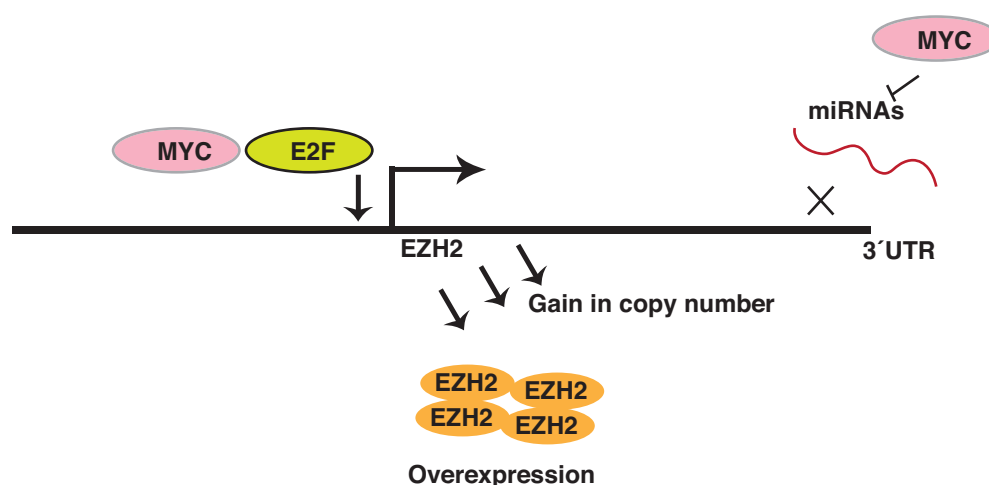 MYC
miRNAs
MYC E2F
EZH2
3´UTR
Gain in copy number
EZH2
EZH2
EZH2
EZH2
Overexpression